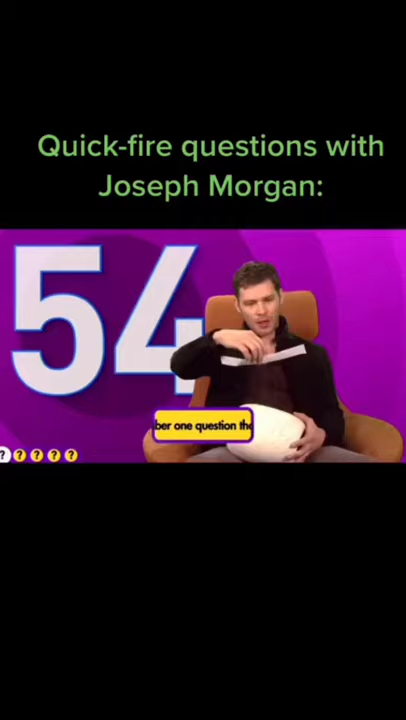 Quick-fire questions with
Joseph Morgan:
54
ber one question the
? ? ? ? ?